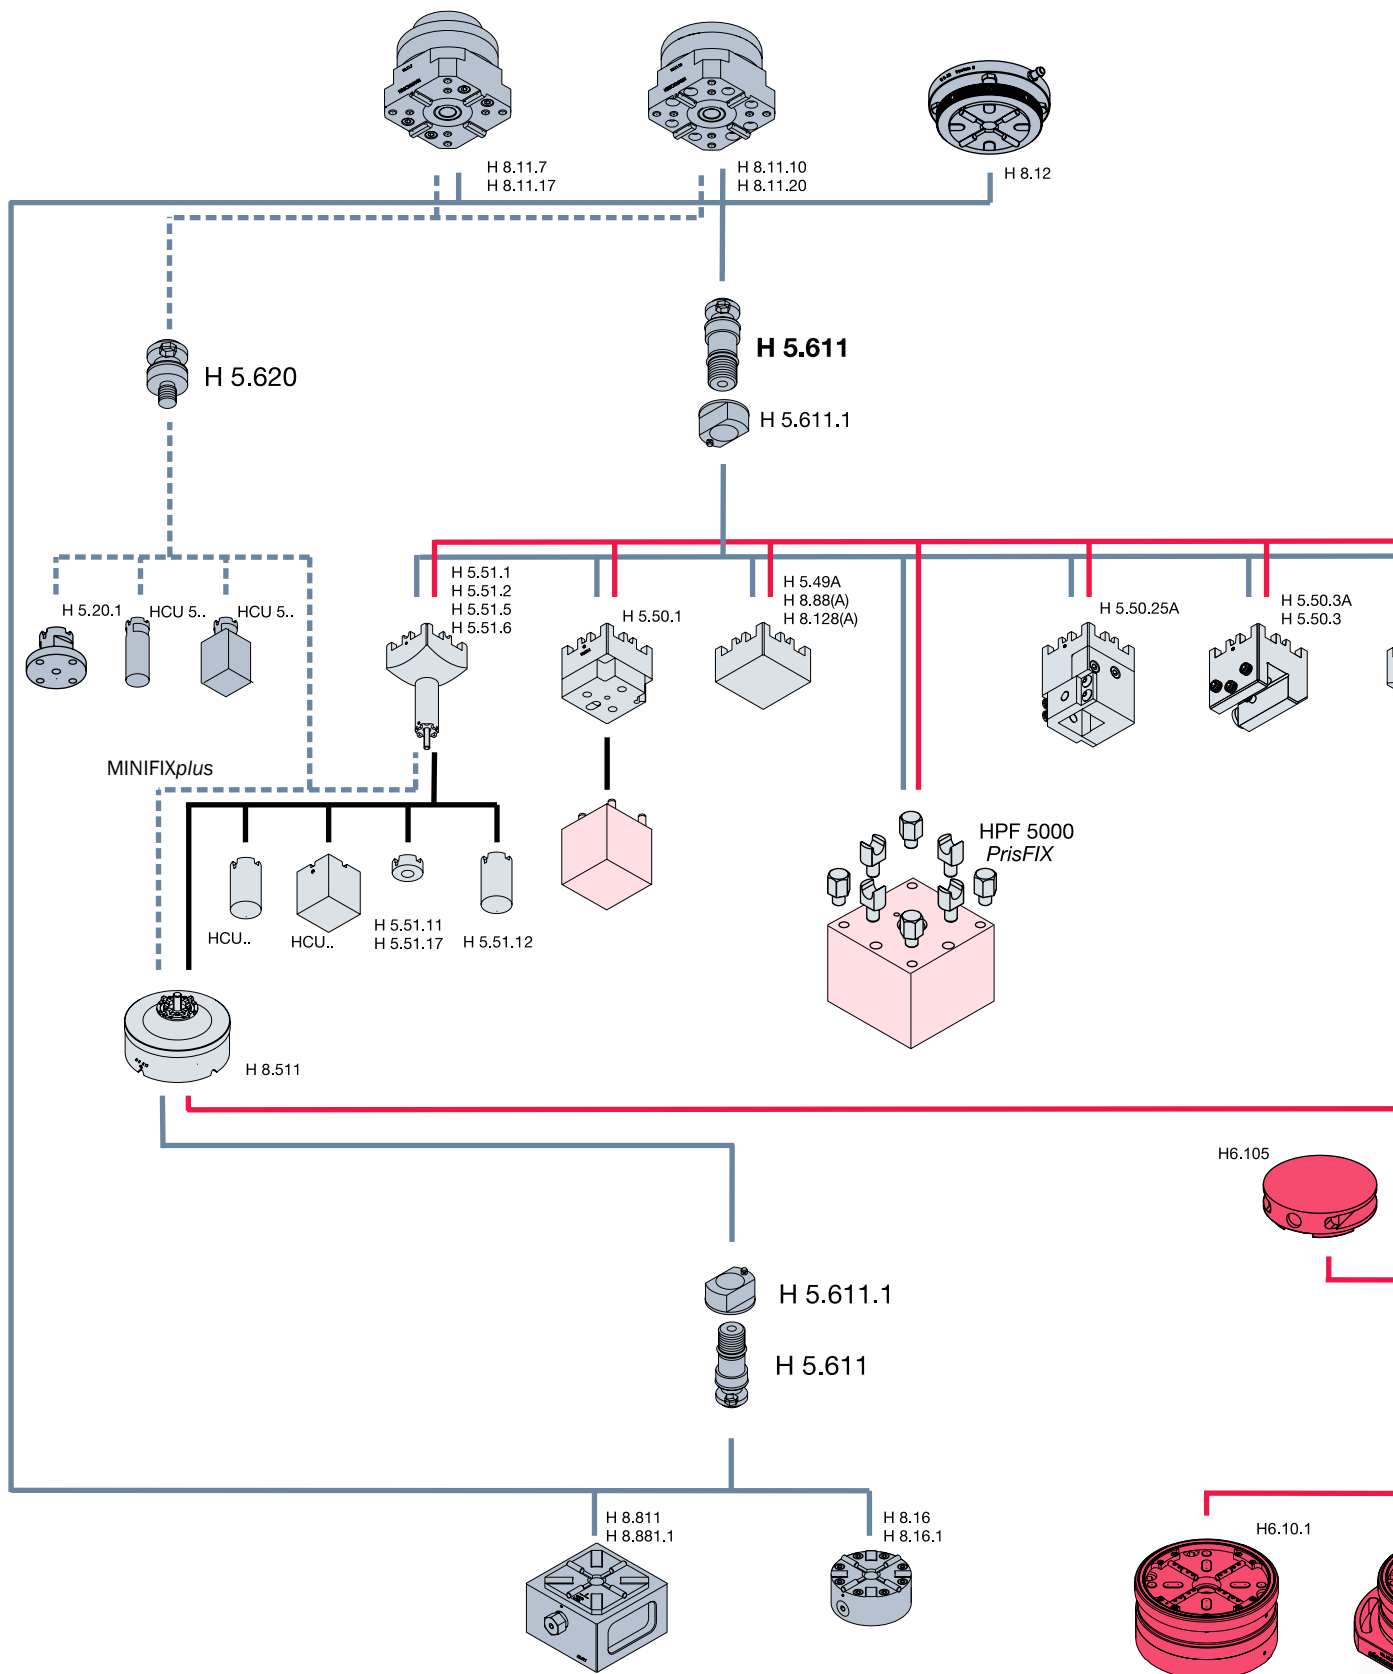 H 8.11.7
H 8.11.17
H 8.11.10
H 8.11.20
H 8.12
H 5.620
H 5.611
H 5.611.1
H 5.20.1
HCU 5..
HCU 5..
H 5.51.1
H 5.51.2
H 5.51.5
H 5.51.6
H 5.50.1
H 5.49A
H 8.88(A)
H 8.128(A)
H 5.50.25A
H 5.50.3A
H 5.50.3
MINIFIXplus
HPF 5000
PrisFIX
HCU..
HCU..
H 5.51.11
H 5.51.17
H 5.51.12
H 8.511
H6.105
H 5.611.1
H 5.611
H 8.811
H 8.881.1
H 8.16
H 8.16.1
H6.10.1